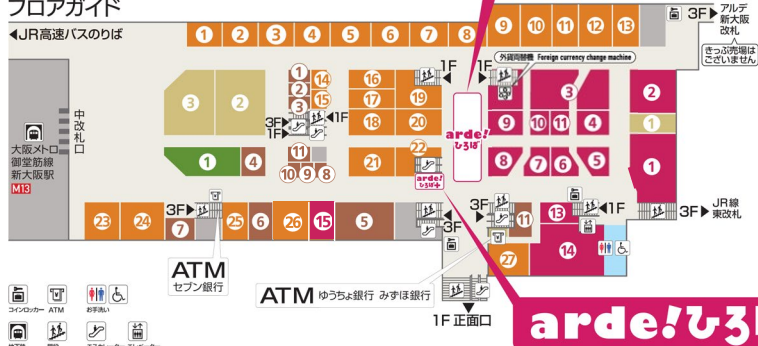 フロアガイド
◀JR高速バスのりば
1 2 3 4 5 6 7 8 9 10 11 12 13
3F▶
アルデ
新大阪
改札
きっぷ売場は
ございません
外貨両替機 Foreign currency change machine
1F
1F
3 2
1 14
2 15
3
16 19
17
18 20
3F
1F
◀1F
arde!
ひろば
3 2
9 10 11 4
1
8 7 6 5
1
中改札口
大阪メトロ
御堂筋線
新大阪駅
M13
1 4
11
10 9 8
21 22
arde!
ひろば+
23 24
3F▶
7
25 6 26 15 5
3F
3F
11
13
◀1F
3F▶
JR線
東改札
14
27
ATM
セブン銀行
ATM ゆうちょ銀行 みずほ銀行
1F 正面口
arde!ひろ
コインロッカー ATM お手洗い